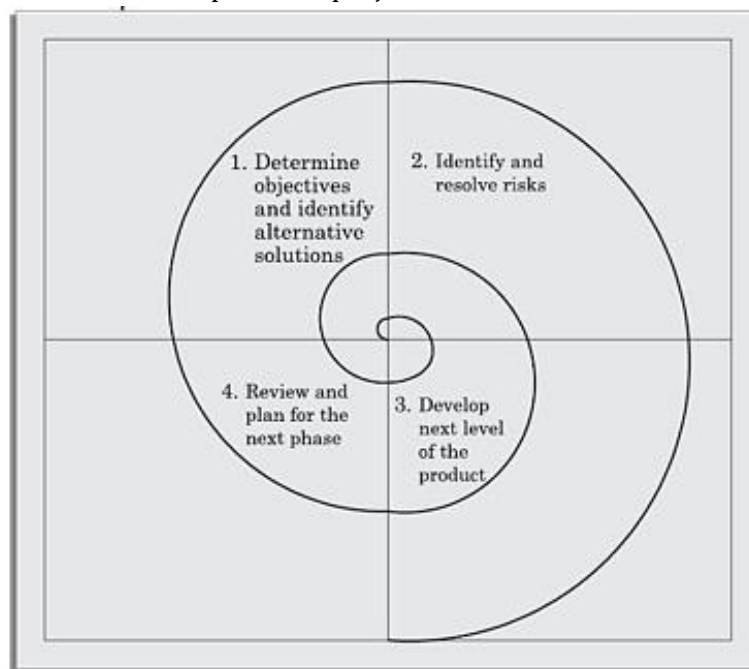 1. Determine
objectives
and identify
alternative
solutions
2. Identify and
resolve risks
4. Review and
plan for the
next phase
3. Develop
next level
of the
product